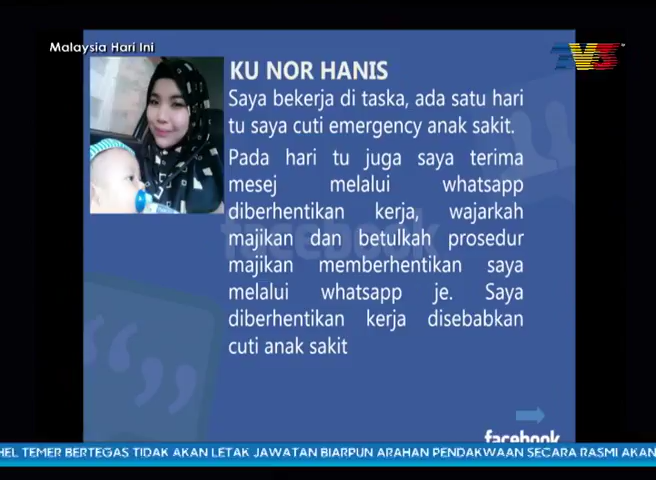 Malaysia Hari Ini
TV3
KU NOR HANIS
Saya bekerja di taska, ada satu hari
tu saya cuti emergency anak sakit.
Pada hari tu juga saya terima
mesej melalui whatsapp
diberhentikan kerja, wajarkah
majikan dan betulkah prosedur
majikan memberhentikan saya
melalui whatsapp je. Saya
diberhentikan kerja disebabkan
cuti anak sakit
facebook
facebook
HEL TEMER BERTEGAS TIDAK AKAN LETAK JAWATAN BIARPUN ARAHAN PENDAKWAAN SECARA RASMI AKAN